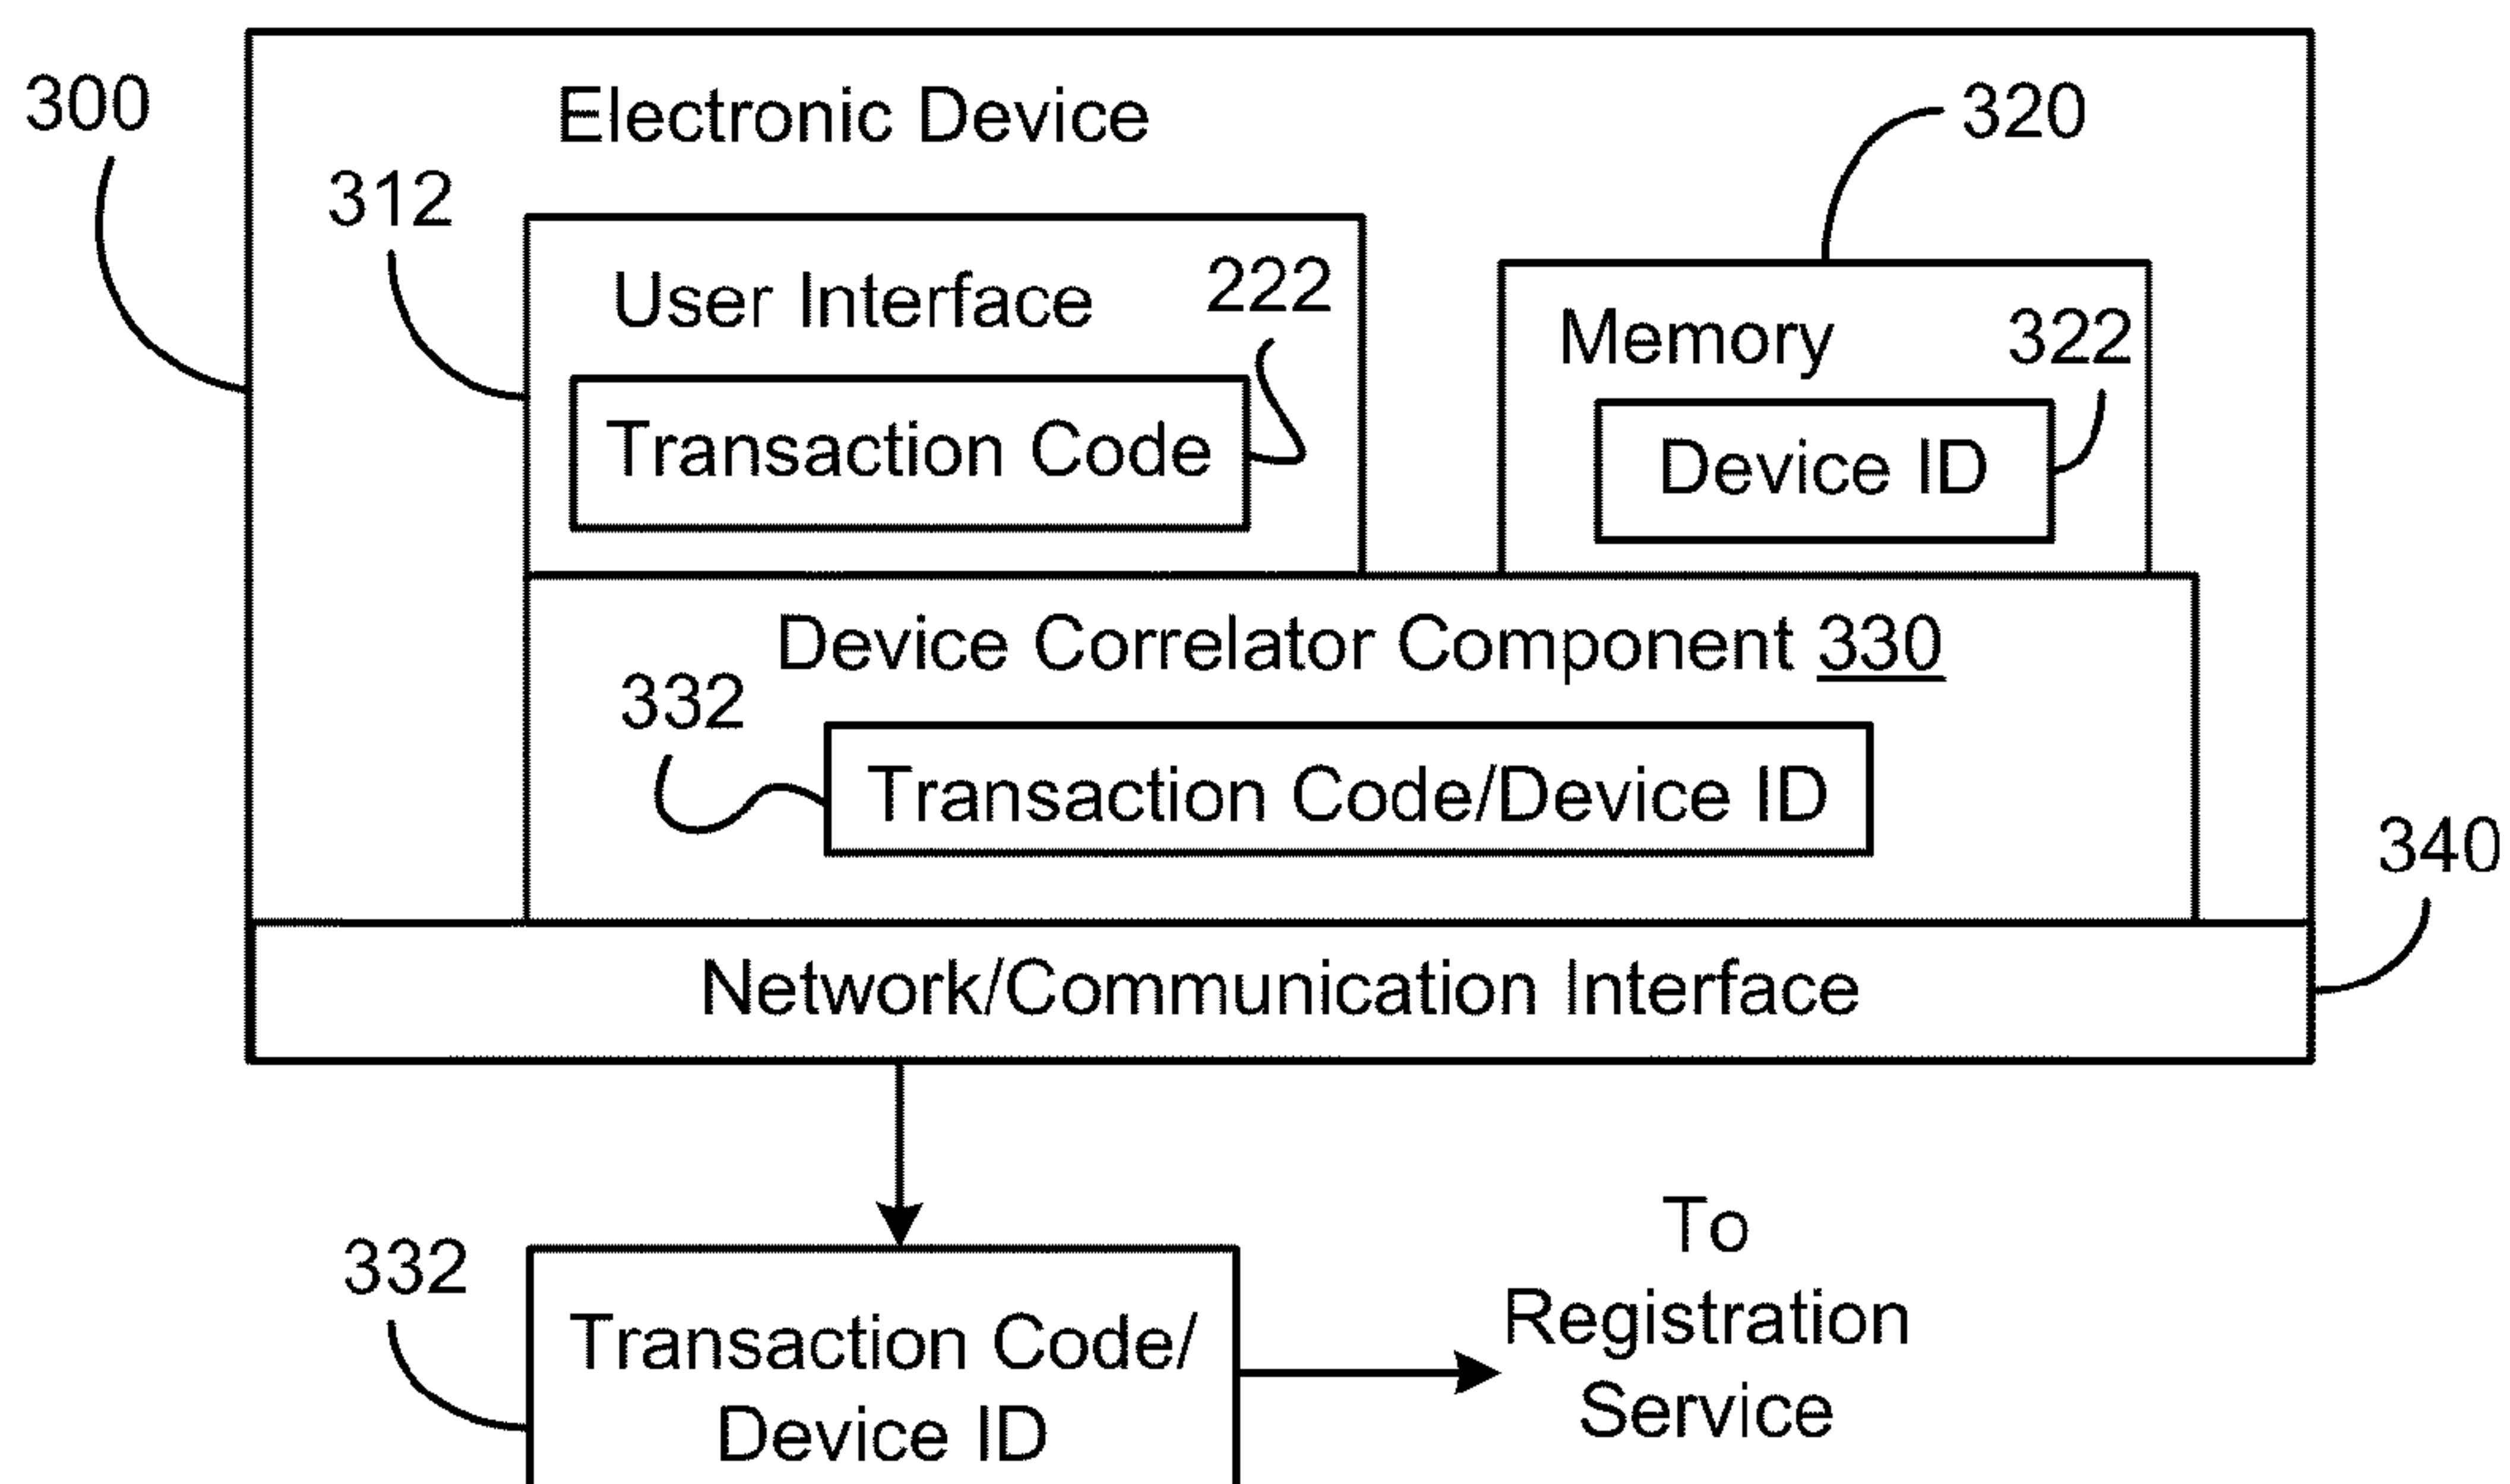 300
Electronic Device
320
312
User Interface
222
Memory
322
Transaction Code
Device ID
Device Correlator Component 330
332
Transaction Code/Device ID
340
Network/Communication Interface
332
Transaction Code/
Device ID
To
Registration
Service